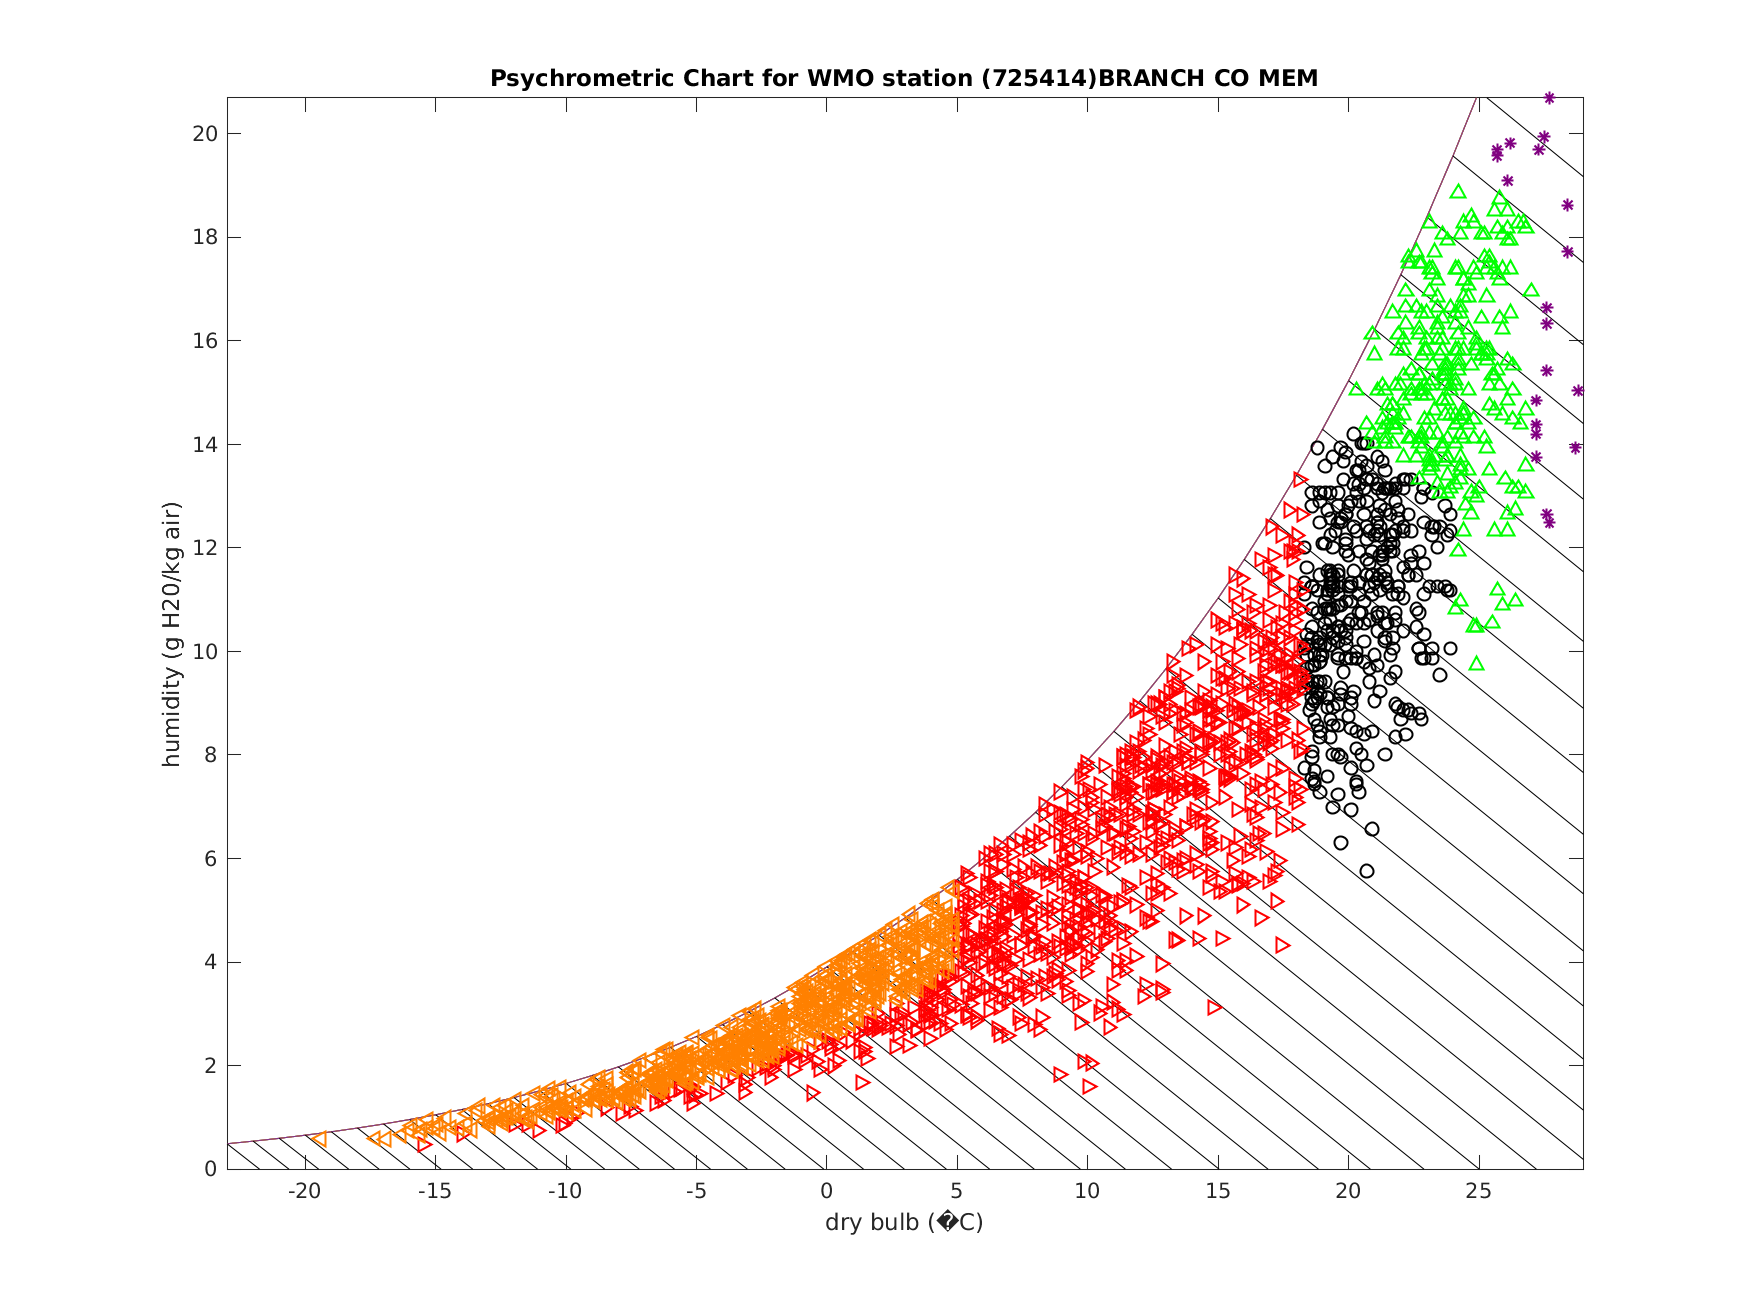 Psychrometric Chart for WMO station (725414)BRANCH CO MEM
humidity (g H20/kg air)
20
18
16
14
12
10
8
6
4
2
0
-20 -15 -10 -5 0 5 10 15 20 25
dry bulb (�C)